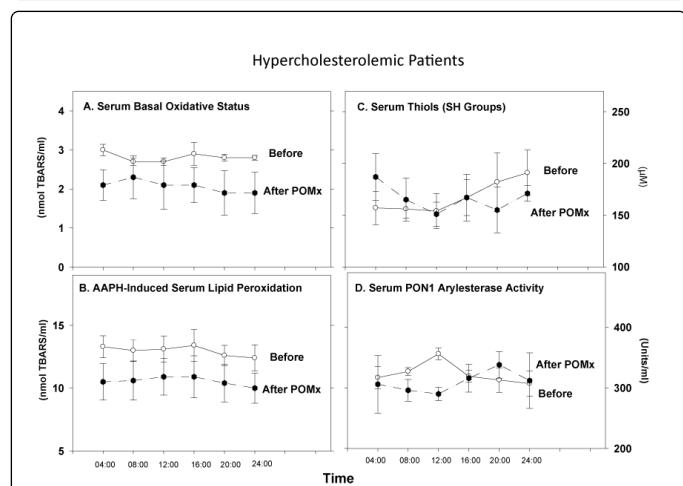 Hypercholesterolemic Patients
A. Serum Basal Oxidative Status
4
3
2
1
0
(nmol TBARS/ml)
Before
After POMx
C. Serum Thiols (SH Groups)
250
200
150
100
(µM)
Before
After POMx
B. AAPH-Induced Serum Lipid Peroxidation
15
10
5
(nmol TBARS/ml)
Before
After POMx
04:00 08:00 12:00 16:00 20:00 24:00
D. Serum PON1 Arylesterase Activity
400
300
200
(Units/ml)
After POMx
Before
04:00 08:00 12:00 16:00 20:00 24:00
Time